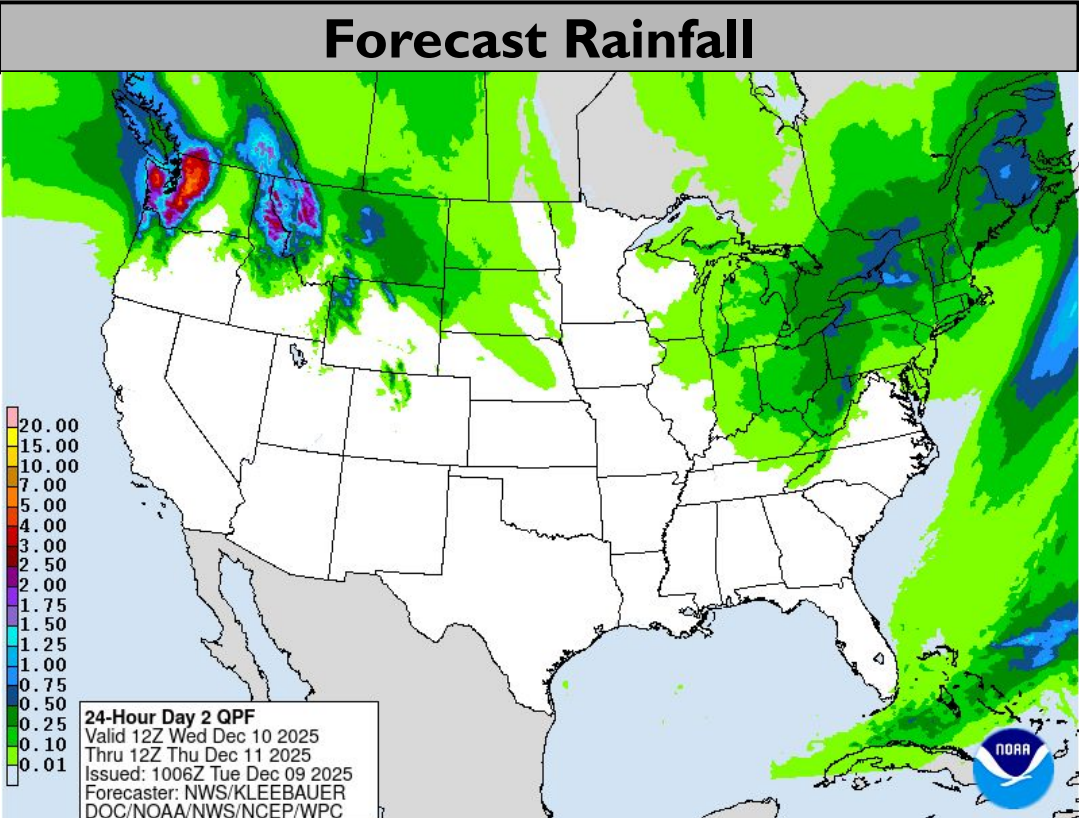 Forecast Rainfall
20.00
15.00
10.00
7.00
5.00
4.00
3.00
2.50
2.00
1.75
1.50
1.25
1.00
0.75
0.50
0.25
0.10
0.01
24-Hour Day 2 QPF
Valid 12Z Wed Dec 10 2025
Thru 12Z Thu Dec 11 2025
Issued: 1006Z Tue Dec 09 2025
Forecaster: NWS/KLEEBAUER
DOC/NOAA/NWS/NCEP/WPC
NOAA